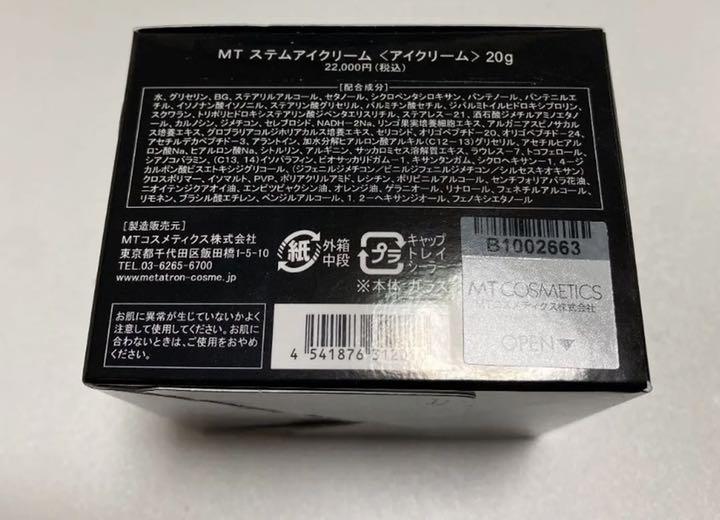 MT ステムアイクリーム〈アイクリーム〉20g
22,000円(税込)
[配合成分]
水、グリセリン、BG、ステアリルアルコール、セタノール、シクロペンタシロキサン、パンテノール、パンテニルエ
チル、イソノナン酸イソノニル、ステアリン酸グリセリル、パルミチン酸セチル、ジパルミトイルヒドロキシプロリン、
スクワラン、トリポリヒドロキシステアリン酸ジペンタエリスリチル、ステアレス-21、酒石酸ジメチルアミノエタノ
ール、カルノシン、ジメチコン、セレブロシド、NADH-2Na、リンゴ果実培養細胞エキス、アルガニアスピノサカル
ス培養エキス、グロブラリアコルジホリアカルス培養エキス、セリコシド、オリゴペプチド-20、オリゴペプチド-24、
アセチルデカペプチド-3、アラントイン、加水分解ヒアルロン酸アルキル(C12-13)グリセリル、アセチルヒア
ルロン酸Na、ヒアルロン酸Na、シトルリン、アルギニン、サッカロミセス溶解質エキス、ラウレス-7、トコフェロール、
シアノコバラミン、(C13, 14)イソパラフィン、ビオサッカリドガム-1、キサンタンガム、シクロヘキサシン-1, 4-ジ
カルボン酸ビスエトキシジグリコール、(ジフェニルジメチコン/ビニルジフェニルジメチコン/シルセスキオキサン)
クロスポリマー、イソマルト、PVP、ポリアクリルアミド、レシチン、ポリビニルアルコール、センチフォリアバラ花油、
ニオイテンジクアオイ油、エンピツビャクシン油、オレンジ油、ゲラニオール、リナロール、フェネチルアルコール、
リモネン、ブラシル酸エチレン、ベンジルアルコール、1, 2-ヘキサンジオール、フェノキシエタノール
[製造販売元]
MTコスメティクス株式会社
東京都千代田区飯田橋1-5-10
TEL.03-6265-6700
www.metatron-cosme.jp
紙 外箱
中段
プラ キャップ
トレイ
シーラー
※本体:ガラス
お肌に異常が生じていないかよく
注意して使用してください。お肌に
合わないときは、ご使用をおやめ
ください。
4 541876 3120
B1002663
MT COSMETICS
MTコスメティクス株式会社
OPEN